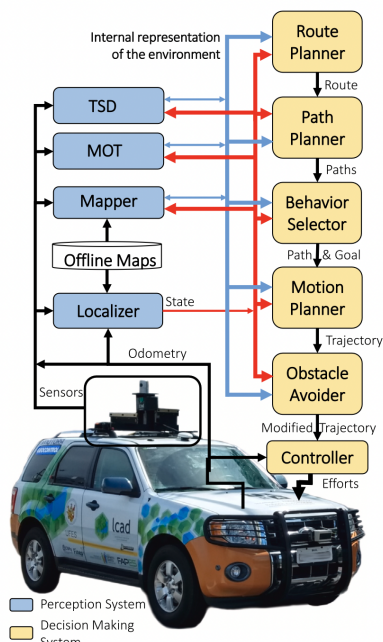 Internal representation
of the environment
Route
Planner
Route
TSD
Path
Planner
MOT
Paths
Mapper
Behavior
Selector
Offline Maps
Path & Goal
Localizer
State
Motion
Planner
Odometry
Trajectory
Sensors
Obstacle
Avoider
Modified Trajectory
Controller
Efforts
lcad
Perception System
Decision Making
System